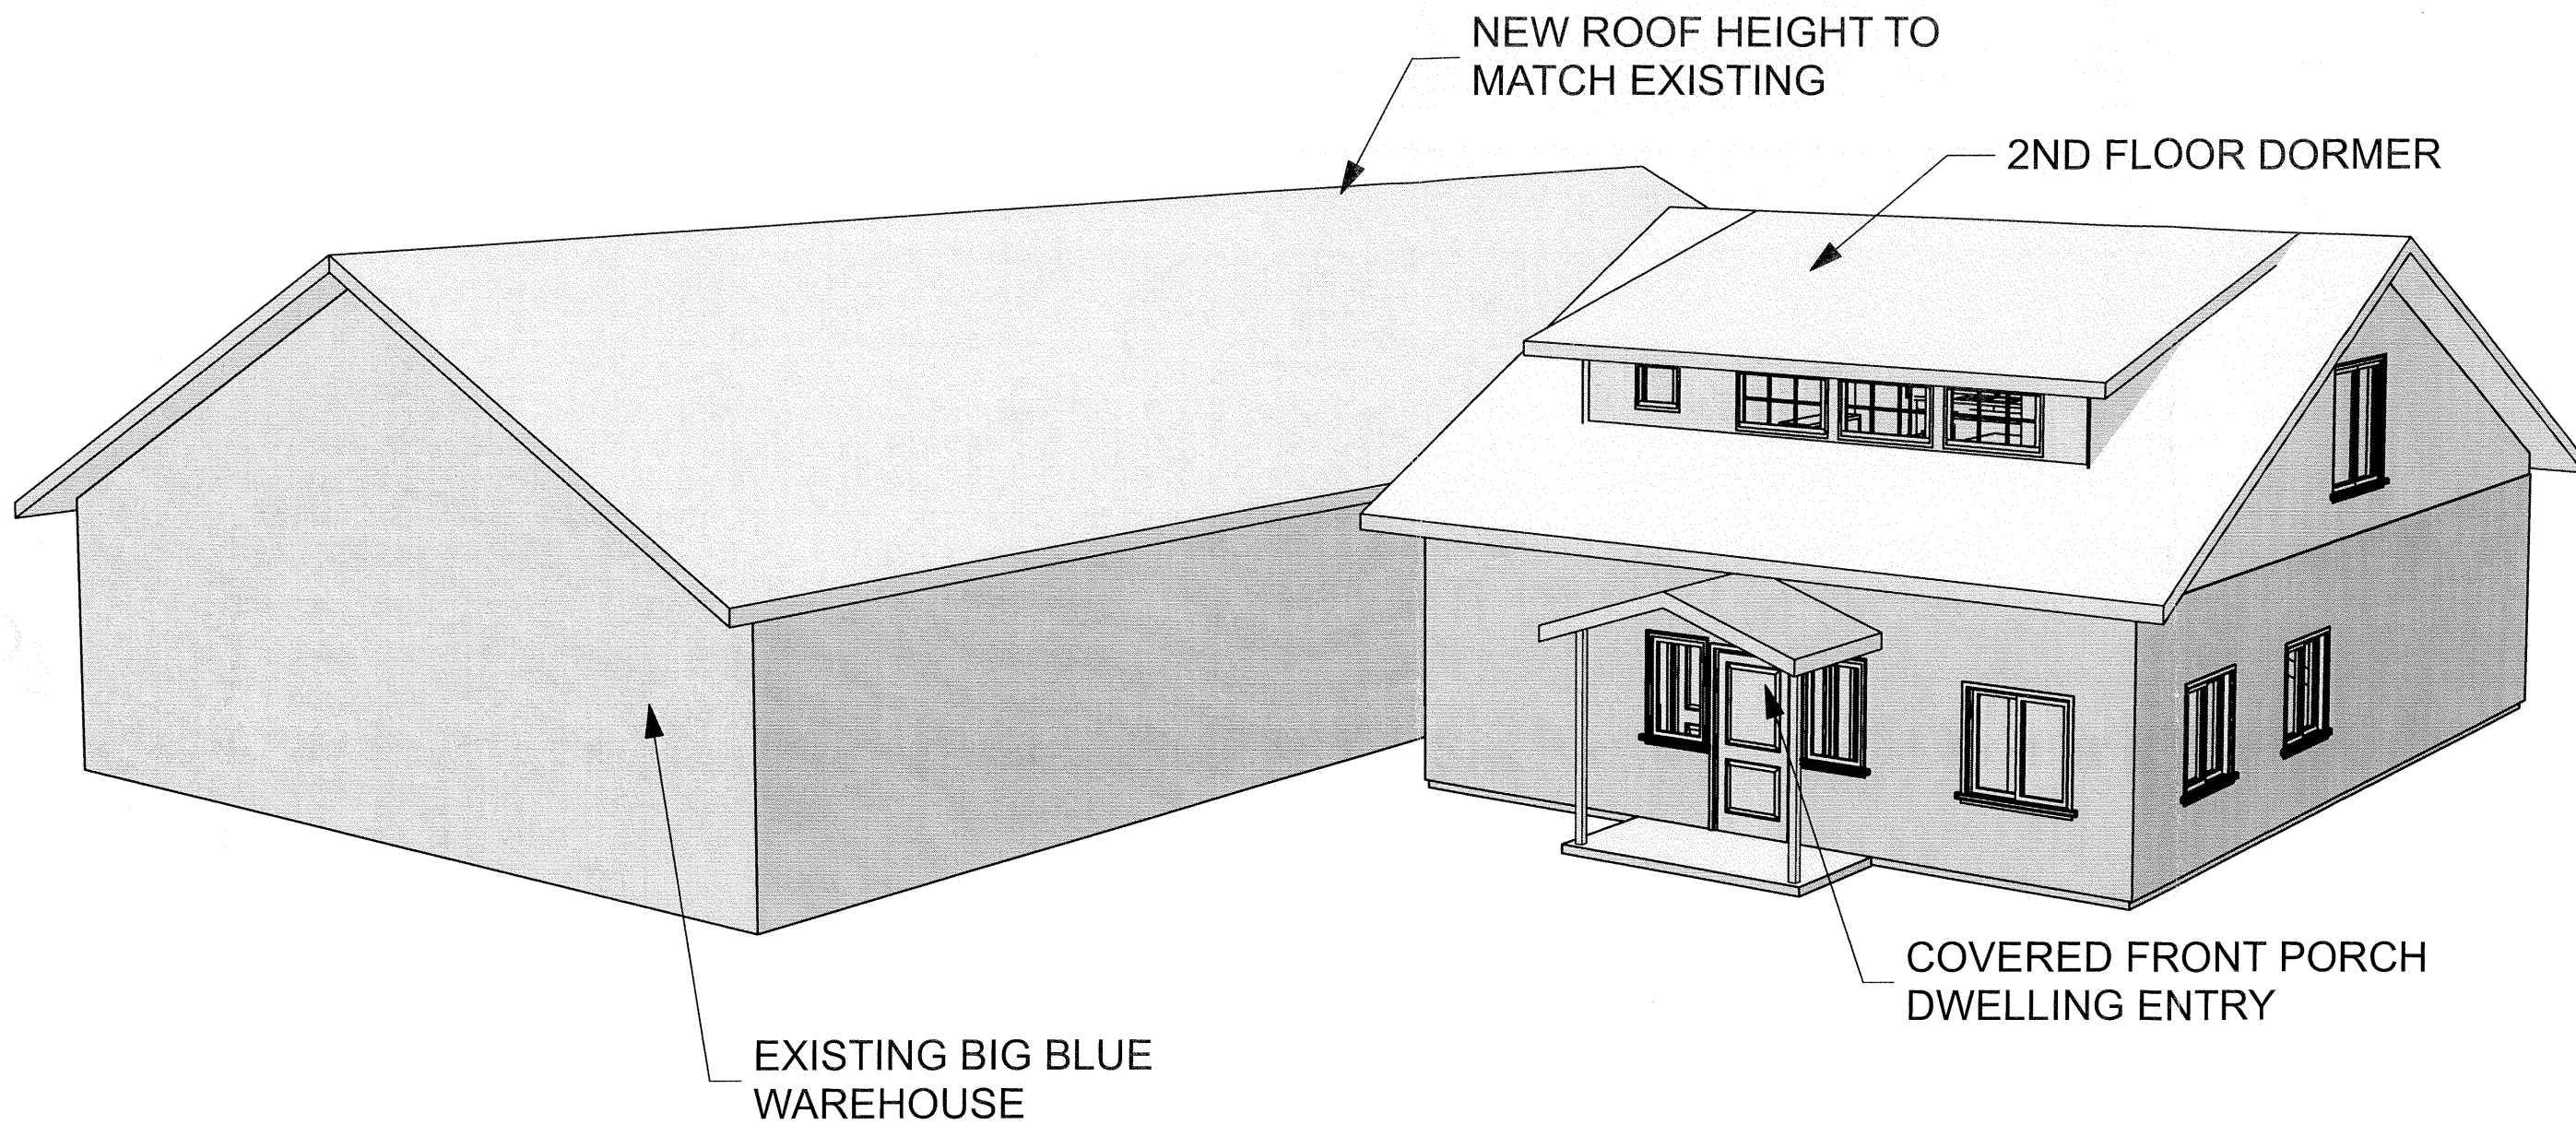 NEW ROOF HEIGHT TO
MATCH EXISTING
2ND FLOOR DORMER
COVERED FRONT PORCH
DWELLING ENTRY
EXISTING BIG BLUE
WAREHOUSE